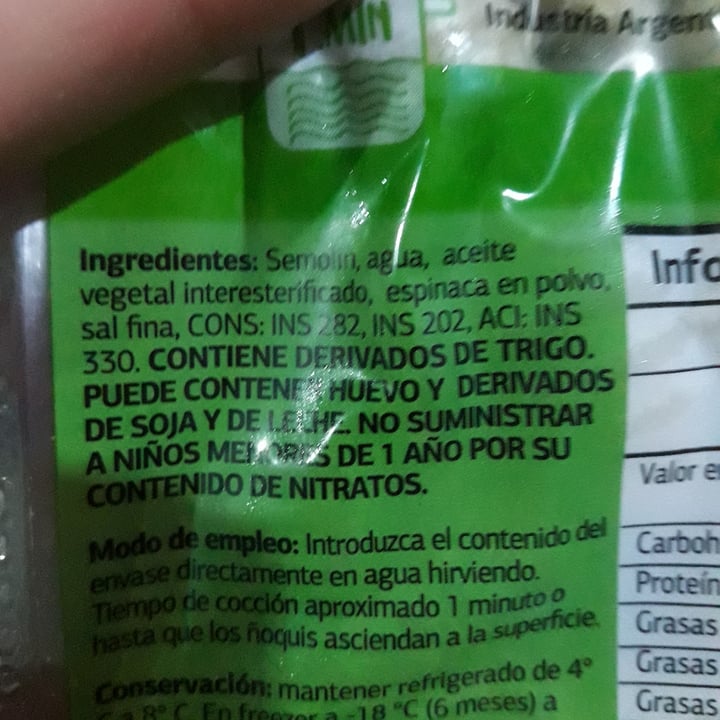 MIN
Industria Argen
Ingredientes: Semolin, agua, aceite
vegetal interesterificado, espinaca en polvo,
sal fina, CONS: INS 282, INS 202, ACI: INS
330. CONTIENE DERIVADOS DE TRIGO.
PUEDE CONTENER HUEVO Y DERIVADOS
DE SOJA Y DE LECHE. NO SUMINISTRAR
A NIÑOS MENORES DE 1 AÑO POR SU
CONTENIDO DE NITRATOS.
Modo de empleo: Introduzca el contenido del
envase directamente en agua hirviendo.
Tiempo de cocción aproximado 1 minuto o
hasta que los ñoquis asciendan a la superficie.
Conservación: mantener refrigerado de 4°
C a 8° C. En freezer a -18 °C (6 meses) a
Info
Valor e
Carboh
Proteín
Grasas
Grasas
Grasas